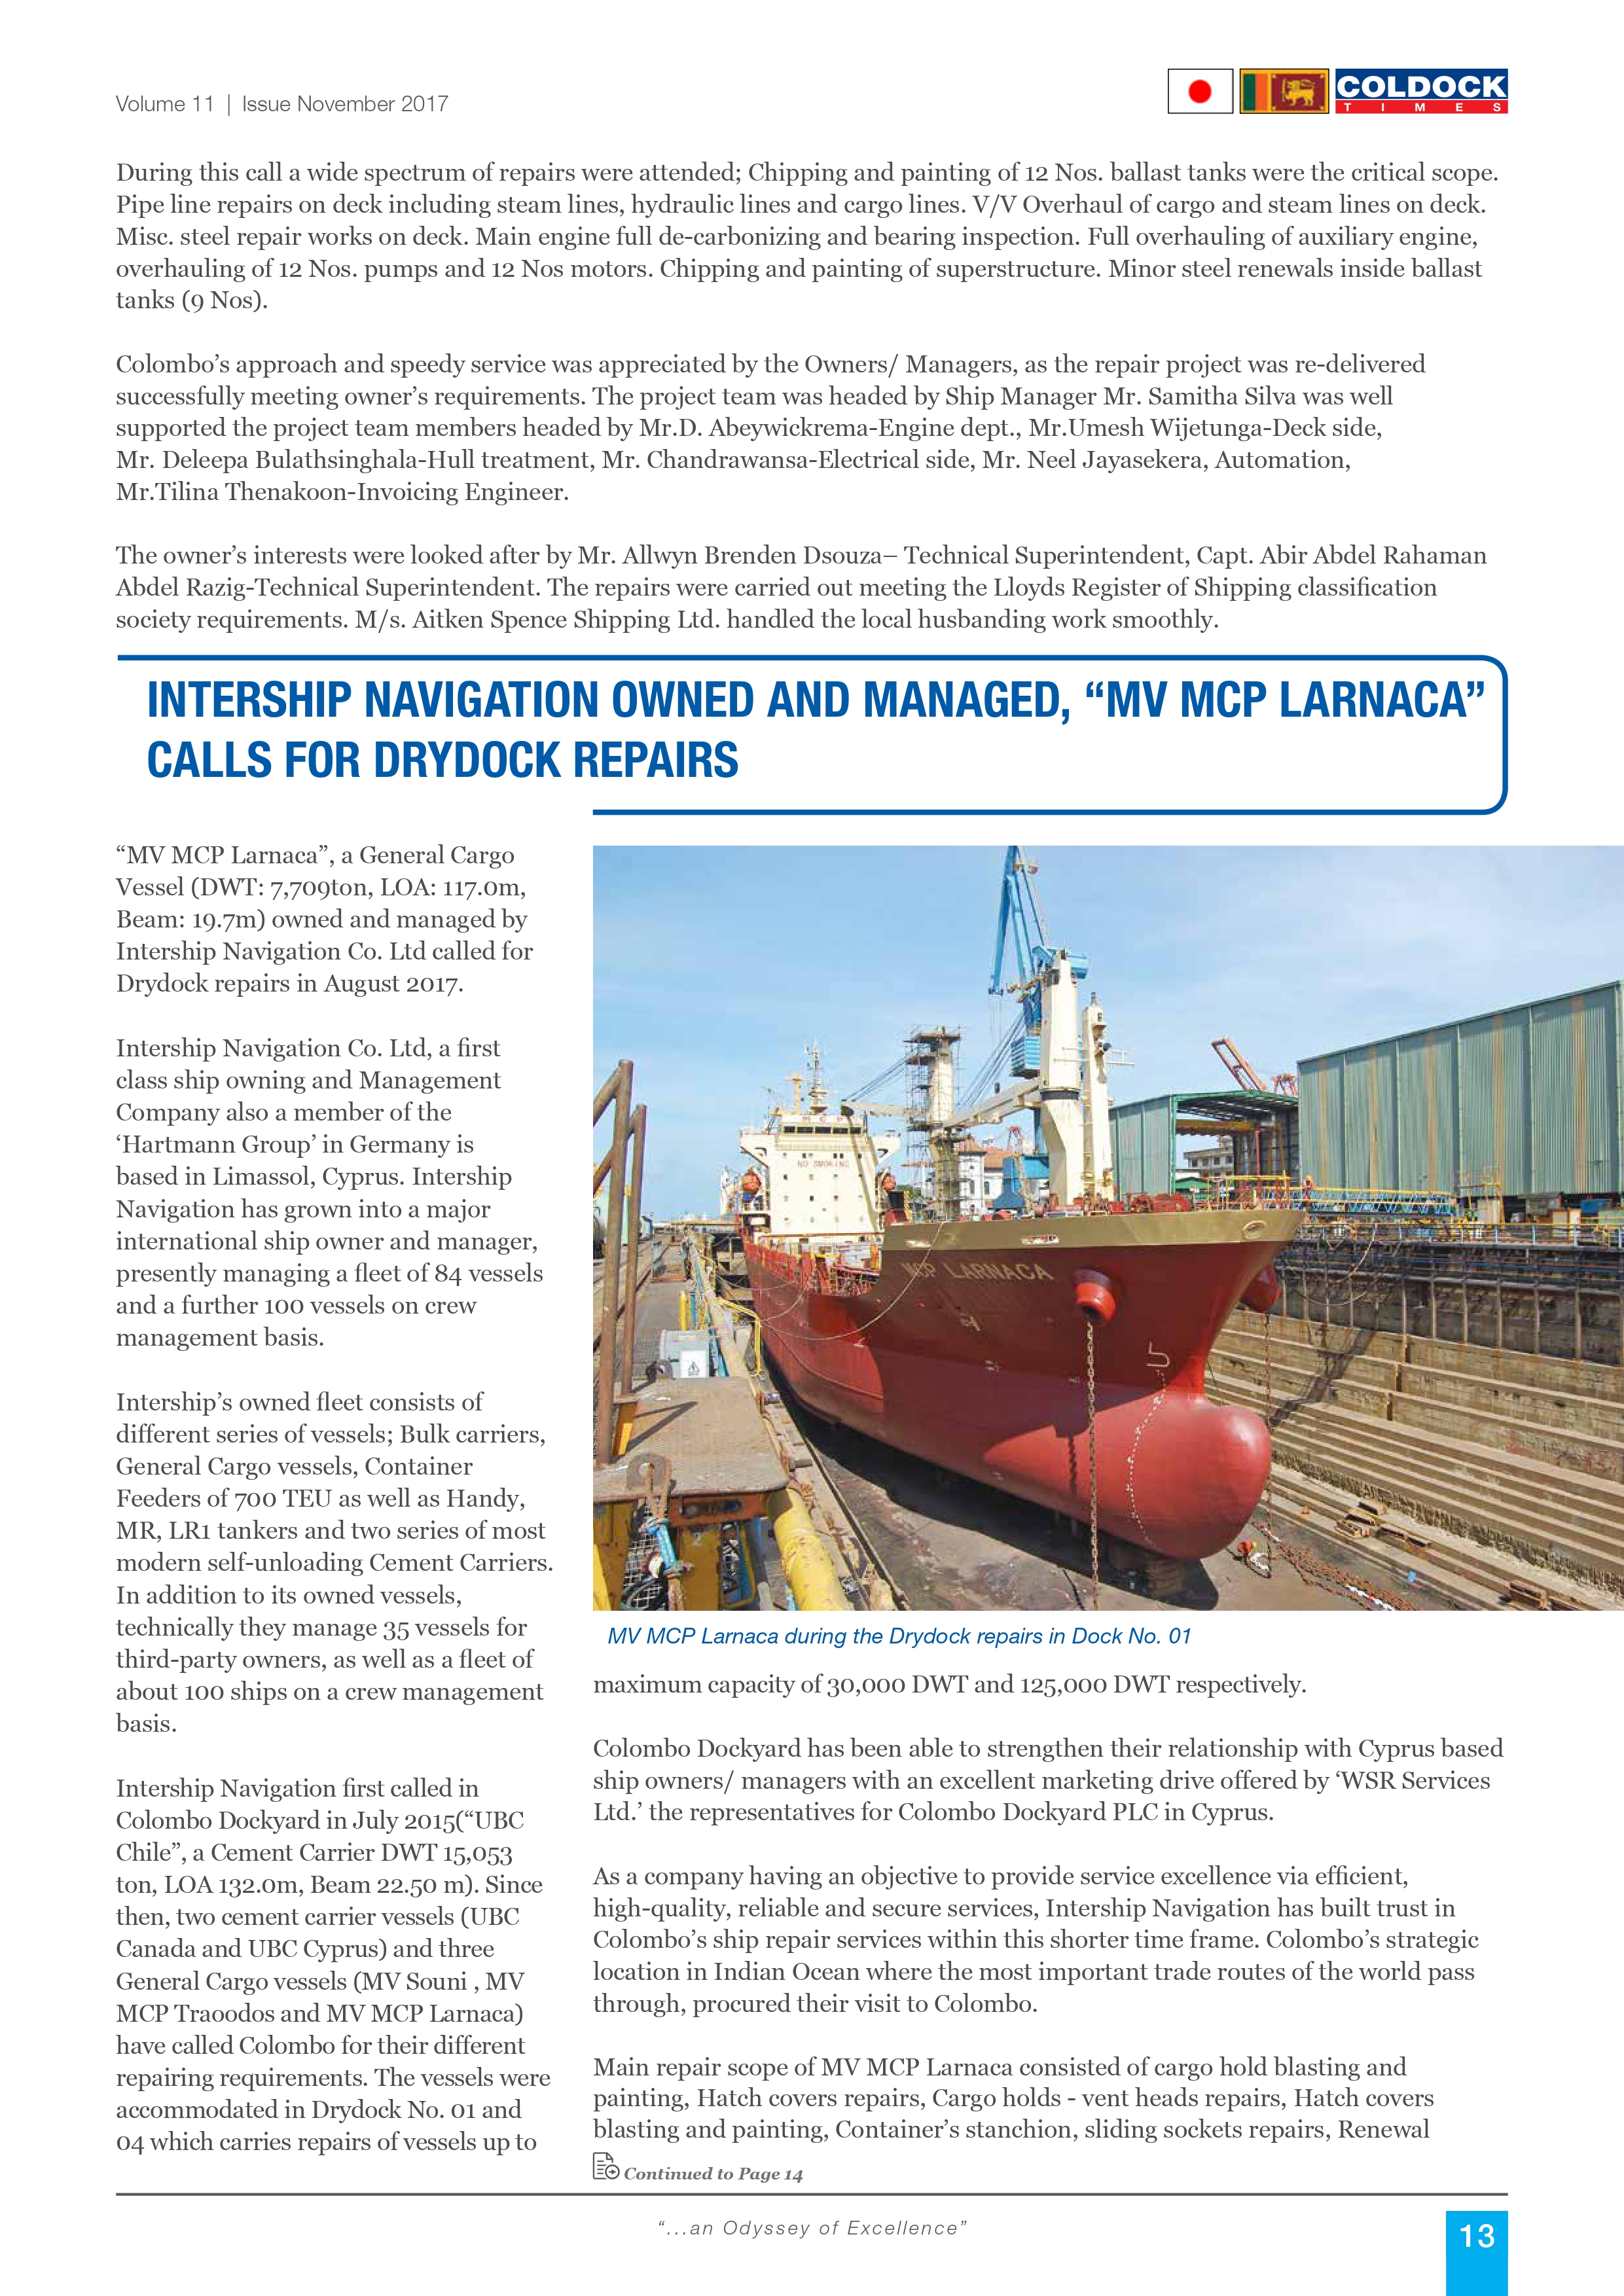 Volume 11 | Issue November 2017
COLDOCK
TIMES
During this call a wide spectrum of repairs were attended; Chipping and painting of 12 Nos. ballast tanks were the critical scope.
Pipe line repairs on deck including steam lines, hydraulic lines and cargo lines. V/V Overhaul of cargo and steam lines on deck.
Misc. steel repair works on deck. Main engine full de-carbonizing and bearing inspection. Full overhauling of auxiliary engine,
overhauling of 12 Nos. pumps and 12 Nos motors. Chipping and painting of superstructure. Minor steel renewals inside ballast
tanks (9 Nos).
Colombo’s approach and speedy service was appreciated by the Owners/ Managers, as the repair project was re-delivered
successfully meeting owner’s requirements. The project team was headed by Ship Manager Mr. Samitha Silva was well
supported the project team members headed by Mr.D. Abeywickrema-Engine dept., Mr.Umesh Wijetunga-Deck side,
Mr. Deleepa Bulathsinghala-Hull treatment, Mr. Chandrawansa-Electrical side, Mr. Neel Jayasekera, Automation,
Mr.Tilina Thenakoon-Invoicing Engineer.
The owner’s interests were looked after by Mr. Allwyn Brenden Dsouza– Technical Superintendent, Capt. Abir Abdel Rahaman
Abdel Razig-Technical Superintendent. The repairs were carried out meeting the Lloyds Register of Shipping classification
society requirements. M/s. Aitken Spence Shipping Ltd. handled the local husbanding work smoothly.
INTERSHIP NAVIGATION OWNED AND MANAGED, “MV MCP LARNACA”
CALLS FOR DRYDOCK REPAIRS
“MV MCP Larnaca”, a General Cargo
Vessel (DWT: 7,709ton, LOA: 117.0m,
Beam: 19.7m) owned and managed by
Intership Navigation Co. Ltd called for
Drydock repairs in August 2017.
Intership Navigation Co. Ltd, a first
class ship owning and Management
Company also a member of the
‘Hartmann Group’ in Germany is
based in Limassol, Cyprus. Intership
Navigation has grown into a major
international ship owner and manager,
presently managing a fleet of 84 vessels
and a further 100 vessels on crew
management basis.
Intership’s owned fleet consists of
different series of vessels; Bulk carriers,
General Cargo vessels, Container
Feeders of 700 TEU as well as Handy,
MR, LR1 tankers and two series of most
modern self-unloading Cement Carriers.
In addition to its owned vessels,
technically they manage 35 vessels for
third-party owners, as well as a fleet of
about 100 ships on a crew management
basis.
Intership Navigation first called in
Colombo Dockyard in July 2015(“UBC
Chile”, a Cement Carrier DWT 15,053
ton, LOA 132.0m, Beam 22.50 m). Since
then, two cement carrier vessels (UBC
Canada and UBC Cyprus) and three
General Cargo vessels (MV Souni , MV
MCP Traoodos and MV MCP Larnaca)
have called Colombo for their different
repairing requirements. The vessels were
accommodated in Drydock No. 01 and
04 which carries repairs of vessels up to
NO SMOKING
MCP LARNACA
MV MCP Larnaca during the Drydock repairs in Dock No. 01
maximum capacity of 30,000 DWT and 125,000 DWT respectively.
Colombo Dockyard has been able to strengthen their relationship with Cyprus based
ship owners/ managers with an excellent marketing drive offered by ‘WSR Services
Ltd.’ the representatives for Colombo Dockyard PLC in Cyprus.
As a company having an objective to provide service excellence via efficient,
high-quality, reliable and secure services, Intership Navigation has built trust in
Colombo’s ship repair services within this shorter time frame. Colombo’s strategic
location in Indian Ocean where the most important trade routes of the world pass
through, procured their visit to Colombo.
Main repair scope of MV MCP Larnaca consisted of cargo hold blasting and
painting, Hatch covers repairs, Cargo holds - vent heads repairs, Hatch covers
blasting and painting, Container’s stanchion, sliding sockets repairs, Renewal
Continued to Page 14
“...an Odyssey of Excellence”
13